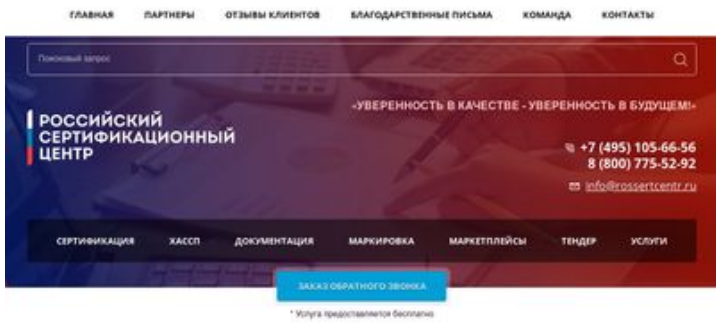 ГЛАВНАЯ ПАРТНЕРЫ ОТЗЫВЫ КЛИЕНТОВ БЛАГОДАРСТВЕННЫЕ ПИСЬМА КОМАНДА КОНТАКТЫ
Поисковый запрос
«УВЕРЕННОСТЬ В КАЧЕСТВЕ - УВЕРЕННОСТЬ В БУДУЩЕМ!»
РОССИЙСКИЙ
СЕРТИФИКАЦИОННЫЙ
ЦЕНТР
+7 (495) 105-66-56
8 (800) 775-52-92
info@rossertcentr.ru
СЕРТИФИКАЦИЯ ХАССП ДОКУМЕНТАЦИЯ МАРКИРОВКА МАРКЕТПЛЕЙСЫ ТЕНДЕР УСЛУГИ
ЗАКАЗ ОБРАТНОГО ЗВОНКА
* Услуга предоставляется бесплатно